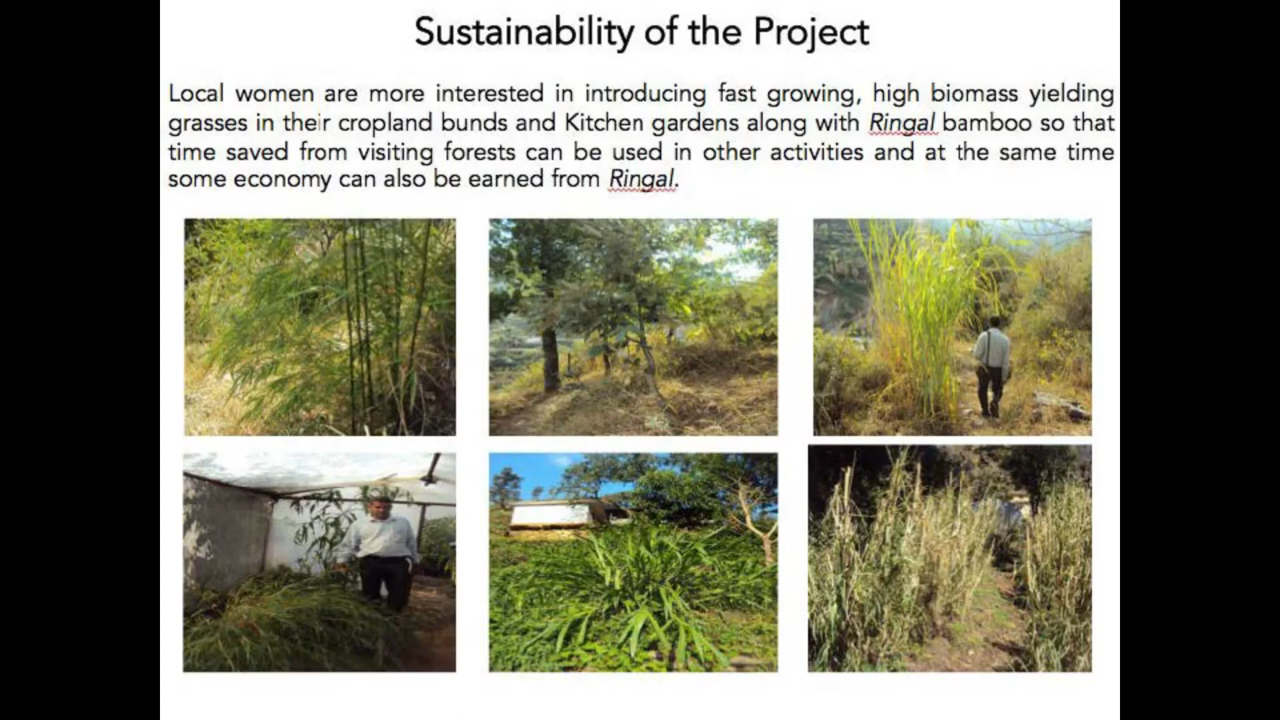 Sustainability of the Project
Local women are more interested in introducing fast growing, high biomass yielding
grasses in their cropland bunds and Kitchen gardens along with Ringal bamboo so that
time saved from visiting forests can be used in other activities and at the same time
some economy can also be earned from Ringal.